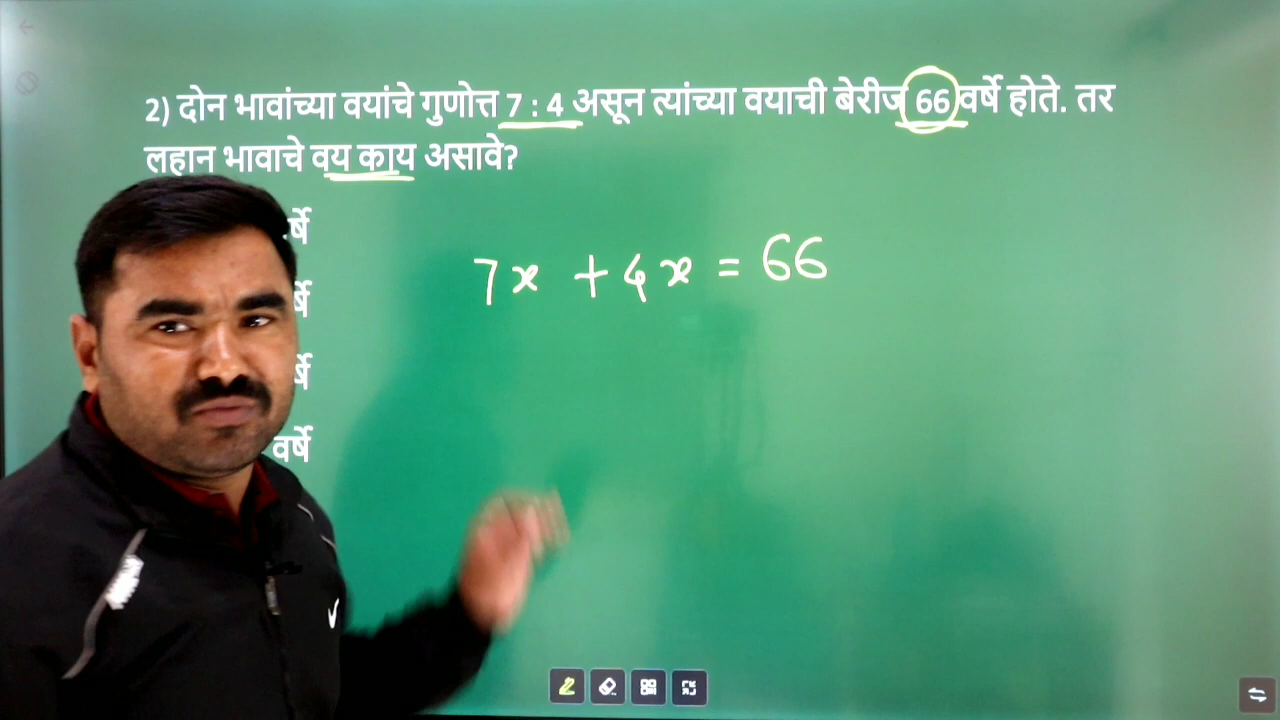 2) दोन भावांच्या वयांचे गुणोत्त 7 : 4 असून त्यांच्या वयाची बेरीज 66 वर्षे होते. तर
लहान भावाचे वय काय असावे?
7x + 4x = 66
वर्षे